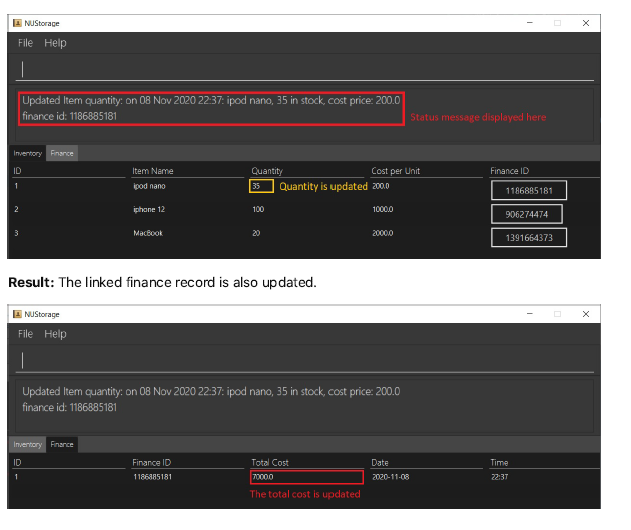 NUStorage
File Help
Updated Item quantity: on 08 Nov 2020 22:37: ipod nano, 35 in stock, cost price: 200.0
finance id: 1186885181
Status message displayed here
Inventory Finance
ID Item Name Quantity Cost per Unit Finance ID
1 ipod nano 35 Quantity is updated 200.0 1186885181
2 iphone 12 100 1000.0 906274474
3 MacBook 20 2000.0 1391664373
Result: The linked finance record is also updated.
NUStorage
File Help
Updated Item quantity: on 08 Nov 2020 22:37: ipod nano, 35 in stock, cost price: 200.0
finance id: 1186885181
Inventory Finance
ID Finance ID Total Cost Date Time
1 1186885181 7000.0 2020-11-08 22:37
The total cost is updated